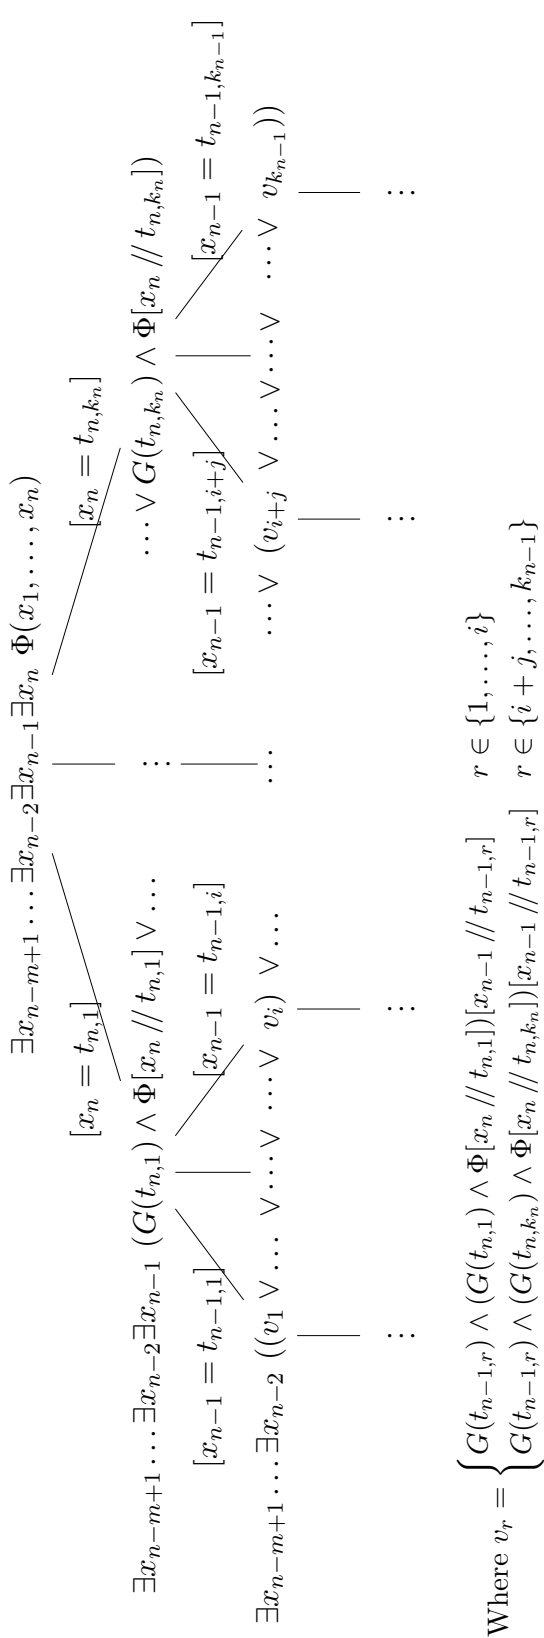 ∃x_{n−m+1} … ∃x_{n−2}∃x_{n−1}∃x_n Φ(x_1, …, x_n)
[x_n = t_{n,1}] [x_n = t_{n,k_n}]
∃x_{n−m+1} … ∃x_{n−2}∃x_{n−1} (G(t_{n,1}) ∧ Φ[x_n // t_{n,1}] ∨ … ⋯ … ∨ G(t_{n,k_n}) ∧ Φ[x_n // t_{n,k_n}])
[x_{n−1} = t_{n−1,1}] [x_{n−1} = t_{n−1,i}] [x_{n−1} = t_{n−1,i+j}] [x_{n−1} = t_{n−1,k_{n−1}}]
∃x_{n−m+1} … ∃x_{n−2} ((v_1 ∨ … ∨ … ∨ … ∨ v_i) ∨ … … … ∨ (v_{i+j} ∨ … ∨ … ∨ … ∨ v_{k_{n−1}}))
… … … …
Where v_r = { G(t_{n−1,r}) ∧ (G(t_{n,1}) ∧ Φ[x_n // t_{n,1}])[x_{n−1} // t_{n−1,r}] r ∈ {1, …, i}
G(t_{n−1,r}) ∧ (G(t_{n,k_n}) ∧ Φ[x_n // t_{n,k_n}])[x_{n−1} // t_{n−1,r}] r ∈ {i + j, …, k_{n−1}}